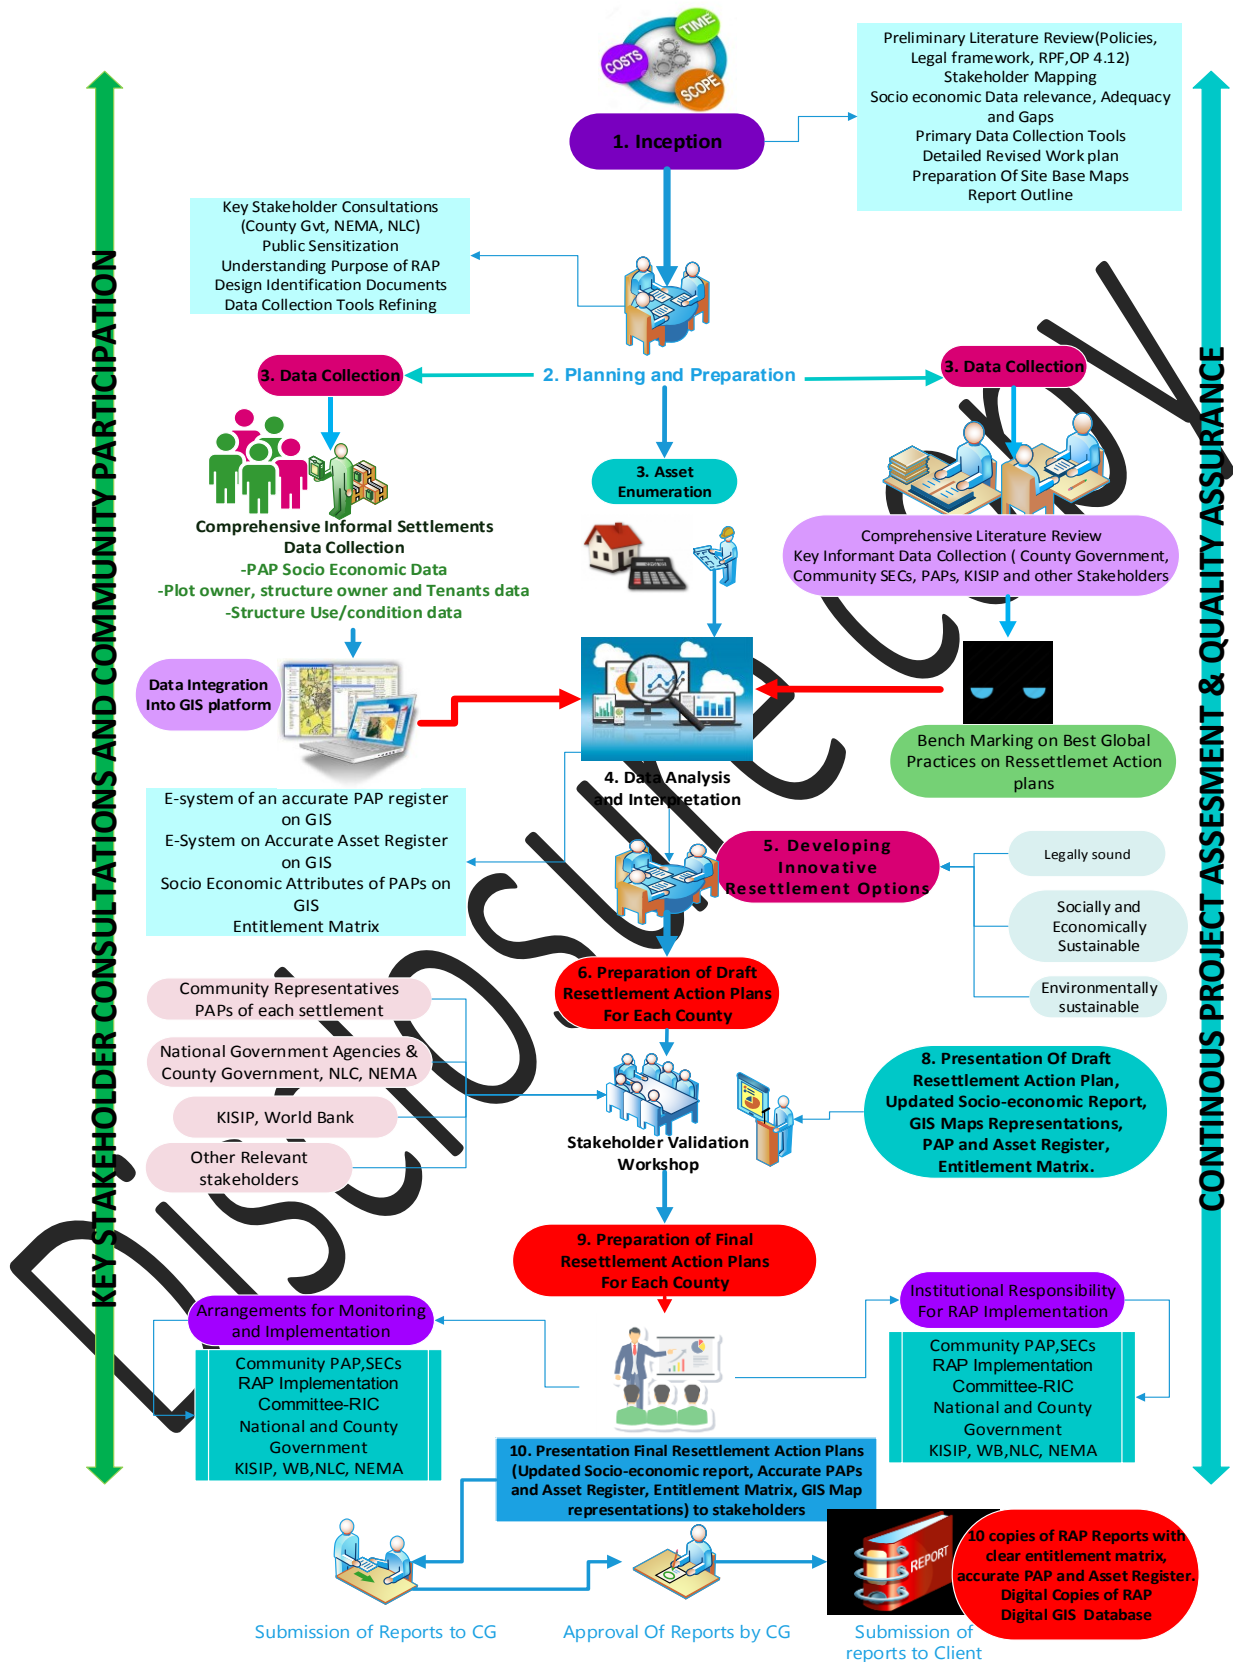 TIME
COSTS
SCOPE
1. Inception
Preliminary Literature Review(Policies,
Legal framework, RPF,OP 4.12)
Stakeholder Mapping
Socio economic Data relevance, Adequacy
and Gaps
Primary Data Collection Tools
Detailed Revised Work plan
Preparation Of Site Base Maps
Report Outline
Key Stakeholder Consultations
(County Gvt, NEMA, NLC)
Public Sensitization
Understanding Purpose of RAP
Design Identification Documents
Data Collection Tools Refining
KEY STAKEHOLDER CONSULTATIONS AND COMMUNITY PARTICIPATION
CONTINOUS PROJECT ASSESMENT & QUALITY ASSURANCE
DISCLOSURE COPY
3. Data Collection
2. Planning and Preparation
3. Data Collection
3. Asset
Enumeration
Comprehensive Informal Settlements
Data Collection
-PAP Socio Economic Data
-Plot owner, structure owner and Tenants data
-Structure Use/condition data
Comprehensive Literature Review
Key Informant Data Collection ( County Government,
Community SECs, PAPs, KISIP and other Stakeholders
Data Integration
Into GIS platform
4. Data Analysis
and Interpretation
Bench Marking on Best Global
Practices on Ressettlemet Action
plans
E-system of an accurate PAP register
on GIS
E-System on Accurate Asset Register
on GIS
Socio Economic Attributes of PAPs on
GIS
Entitlement Matrix
5. Developing
Innovative
Resettlement Options
Legally sound
Socially and
Economically
Sustainable
Environmentally
sustainable
6. Preparation of Draft
Resettlement Action Plans
For Each County
Community Representatives
PAPs of each settlement
National Government Agencies &
County Government, NLC, NEMA
KISIP, World Bank
Other Relevant
stakeholders
Stakeholder Validation
Workshop
8. Presentation Of Draft
Resettlement Action Plan,
Updated Socio-economic Report,
GIS Maps Representations,
PAP and Asset Register,
Entitlement Matrix.
9. Preparation of Final
Resettlement Action Plans
For Each County
Arrangements for Monitoring
and Implementation
Community PAP,SECs
RAP Implementation
Committee-RIC
National and County
Government
KISIP, WB,NLC, NEMA
Institutional Responsibility
For RAP Implementation
Community PAP,SECs
RAP Implementation
Committee-RIC
National and County
Government
KISIP, WB,NLC, NEMA
10. Presentation Final Resettlement Action Plans
(Updated Socio-economic report, Accurate PAPs
and Asset Register, Entitlement Matrix, GIS Map
representations) to stakeholders
REPORT
10 copies of RAP Reports with
clear entitlement matrix,
accurate PAP and Asset Register.
Digital Copies of RAP
Digital GIS Database
Submission of Reports to CG
Approval Of Reports by CG
Submission of
reports to Client